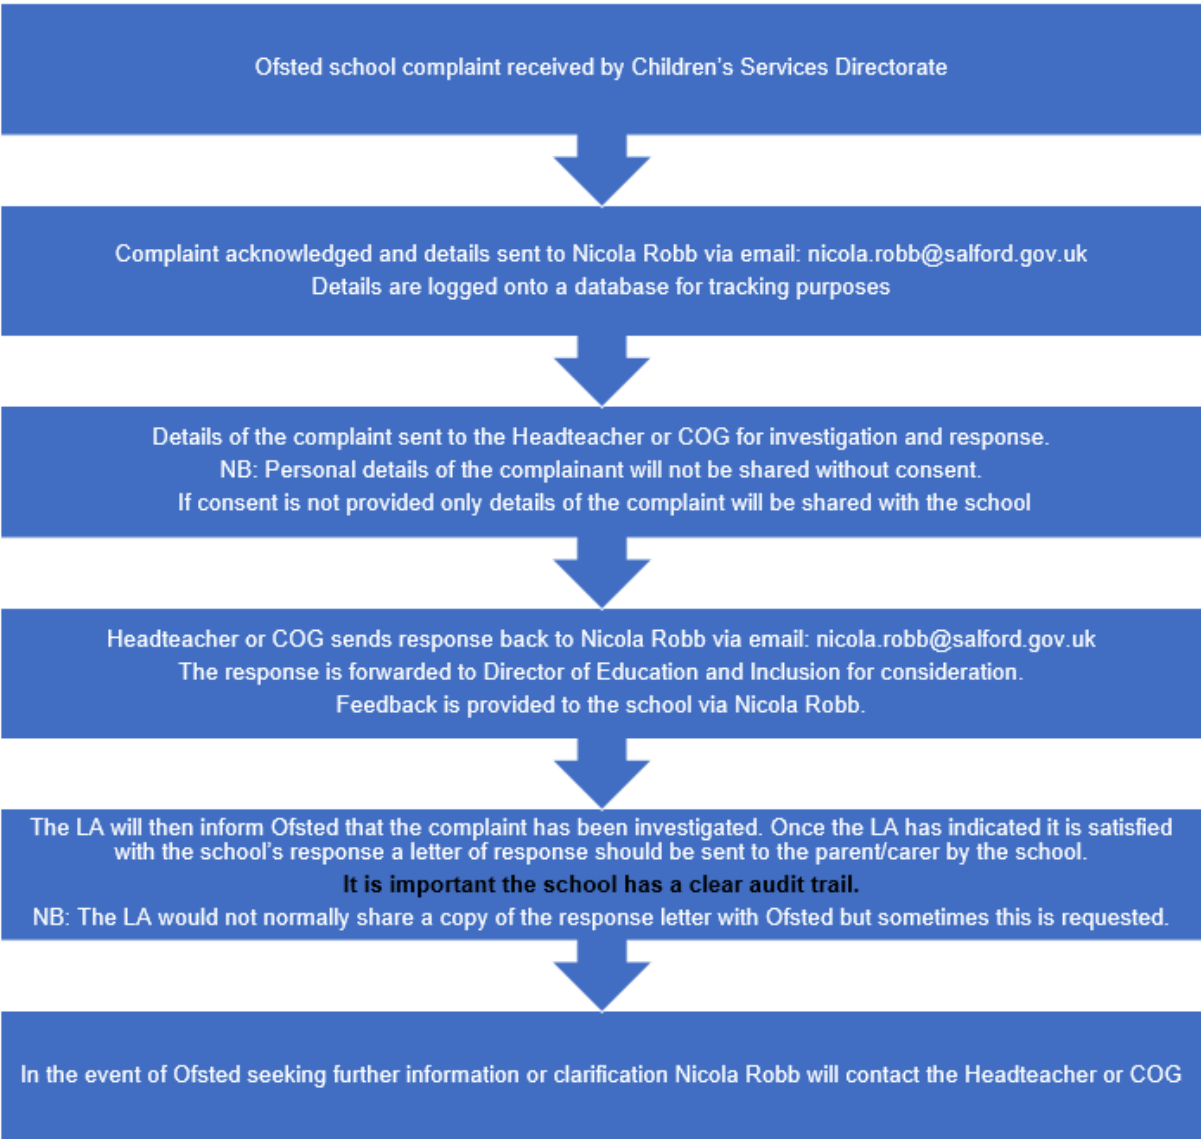 Ofsted school complaint received by Children's Services Directorate
Complaint acknowledged and details sent to Nicola Robb via email: nicola.robb@salford.gov.uk
Details are logged onto a database for tracking purposes
Details of the complaint sent to the Headteacher or COG for investigation and response.
NB: Personal details of the complainant will not be shared without consent.
If consent is not provided only details of the complaint will be shared with the school
Headteacher or COG sends response back to Nicola Robb via email: nicola.robb@salford.gov.uk
The response is forwarded to Director of Education and Inclusion for consideration.
Feedback is provided to the school via Nicola Robb.
The LA will then inform Ofsted that the complaint has been investigated. Once the LA has indicated it is satisfied
with the school's response a letter of response should be sent to the parent/carer by the school.
It is important the school has a clear audit trail.
NB: The LA would not normally share a copy of the response letter with Ofsted but sometimes this is requested.
In the event of Ofsted seeking further information or clarification Nicola Robb will contact the Headteacher or COG